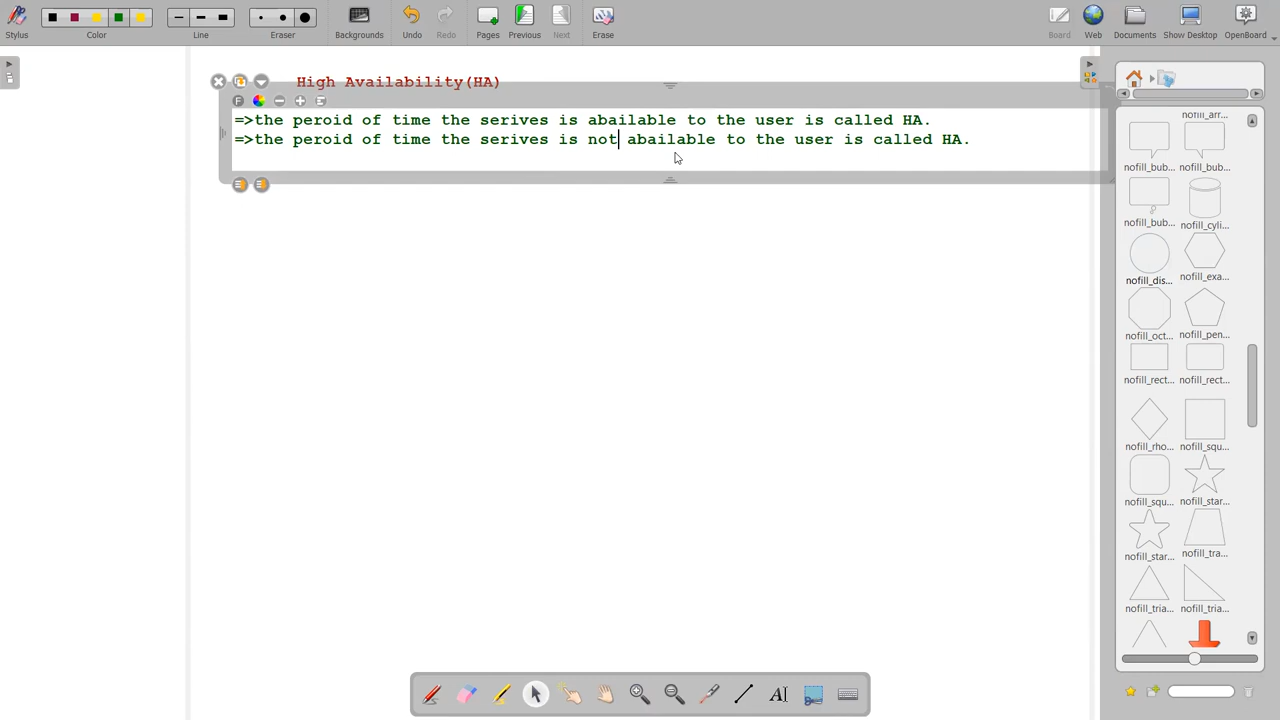 Stylus
Color
Line
Eraser
Backgrounds
Undo
Redo
Pages
Previous
Next
Erase
Board
Web
Documents
Show Desktop
OpenBoard
High Availability(HA)
F
=>the peroid of time the serives is abailable to the user is called HA.
=>the peroid of time the serives is not abailable to the user is called HA.
nofill_arr...
nofill_bub...
nofill_bub...
nofill_bub...
nofill_cyli...
nofill_dis...
nofill_exa...
nofill_oct...
nofill_pen...
nofill_rect...
nofill_rect...
nofill_rho...
nofill_squ...
nofill_squ...
nofill_star...
nofill_star...
nofill_tra...
nofill_tria...
nofill_tria...
AI